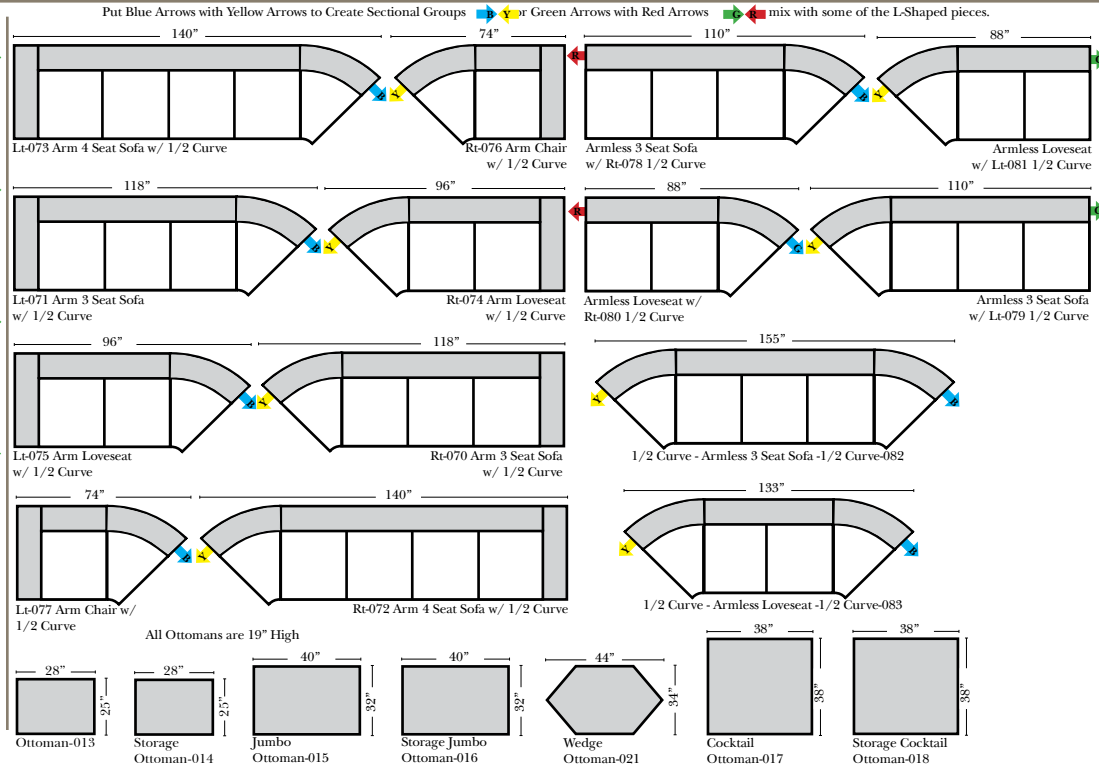 Put Blue Arrows with Yellow Arrows to Create Sectional Groups B Y or Green Arrows with Red Arrows G R mix with some of the L-Shaped pieces.
140” 74” 110” 88”
B Y R B Y G
Lt-073 Arm 4 Seat Sofa w/ 1/2 Curve
Rt-076 Arm Chair
w/ 1/2 Curve
Armless 3 Seat Sofa
w/ Rt-078 1/2 Curve
Armless Loveseat
w/ Lt-081 1/2 Curve
118” 96” 88” 110”
B Y R C Y G
Lt-071 Arm 3 Seat Sofa
w/ 1/2 Curve
Rt-074 Arm Loveseat
w/ 1/2 Curve
Armless Loveseat w/
Rt-080 1/2 Curve
Armless 3 Seat Sofa
w/ Lt-079 1/2 Curve
96” 118” 155”
B Y Y B
Lt-075 Arm Loveseat
w/ 1/2 Curve
Rt-070 Arm 3 Seat Sofa
w/ 1/2 Curve
1/2 Curve - Armless 3 Seat Sofa -1/2 Curve-082
74” 140” 133”
B Y Y B
Lt-077 Arm Chair w/
1/2 Curve
Rt-072 Arm 4 Seat Sofa w/ 1/2 Curve
1/2 Curve - Armless Loveseat -1/2 Curve-083
All Ottomans are 19” High
28” 25”
Ottoman-013
28” 25”
Storage
Ottoman-014
40” 32”
Jumbo
Ottoman-015
40” 32”
Storage Jumbo
Ottoman-016
44” 34”
Wedge
Ottoman-021
38” 38”
Cocktail
Ottoman-017
38” 38”
Storage Cocktail
Ottoman-018